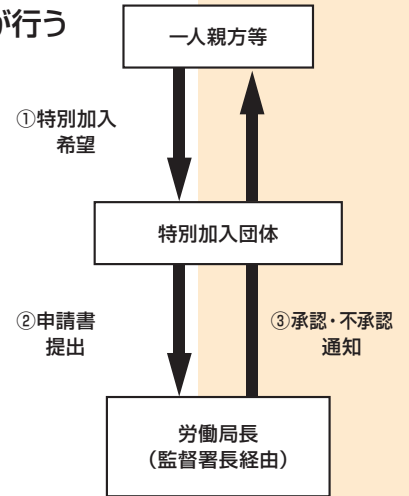 が行う
一人親方等
①特別加入
希望
特別加入団体
②申請書
提出
③承認・不承認
通知
労働局長
（監督署長経由）